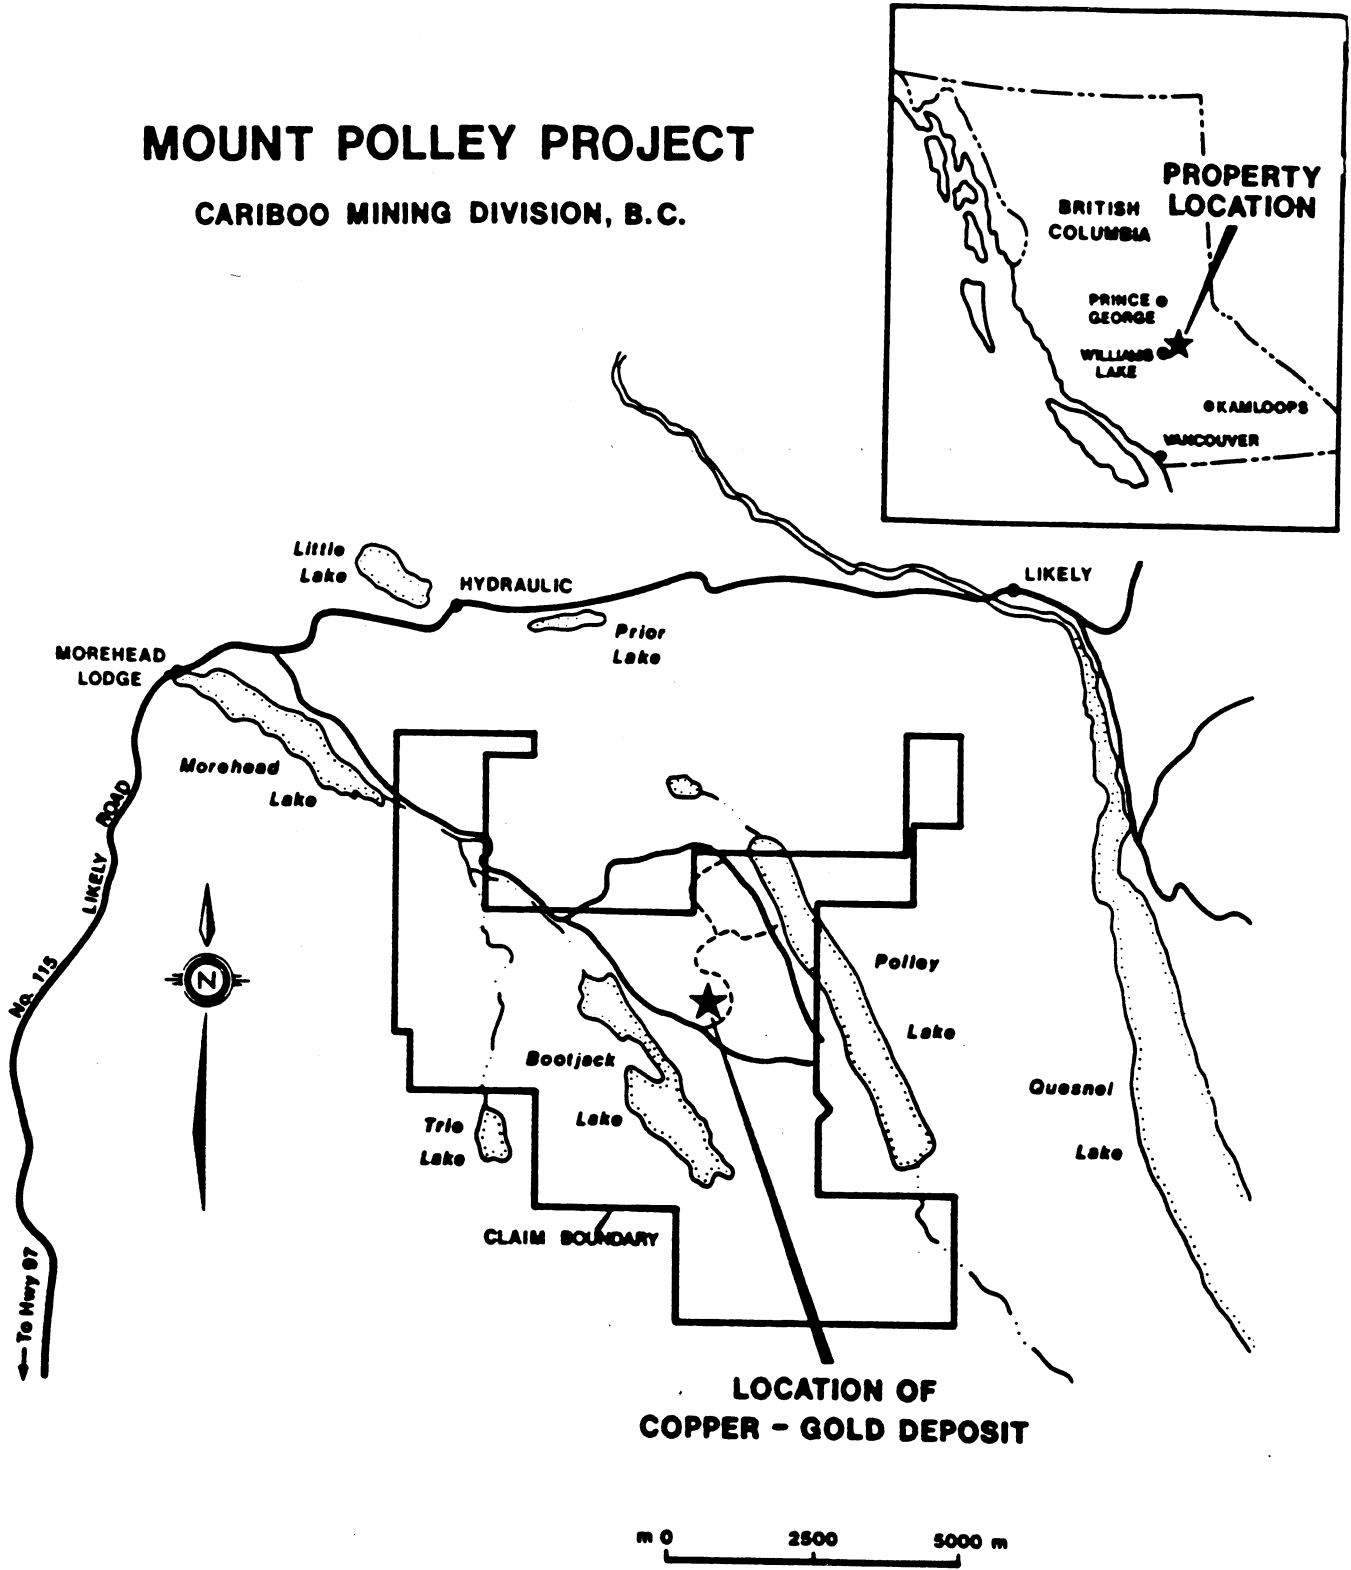 MOUNT POLLEY PROJECT
CARIBOO MINING DIVISION, B.C.
PROPERTY
LOCATION
BRITISH
COLUMBIA
PRINCE
GEORGE
WILLIAMS
LAKE
KAMLOOPS
VANCOUVER
Little
Lake
HYDRAULIC
LIKELY
Prior
Lake
MOREHEAD
LODGE
Morehead
Lake
LIKELY ROAD
No. 115
N
Polley
Lake
Bootjack
Lake
Quesnel
Lake
Trio
Lake
CLAIM BOUNDARY
To Hwy 97
LOCATION OF
COPPER - GOLD DEPOSIT
m 0 2500 5000 m